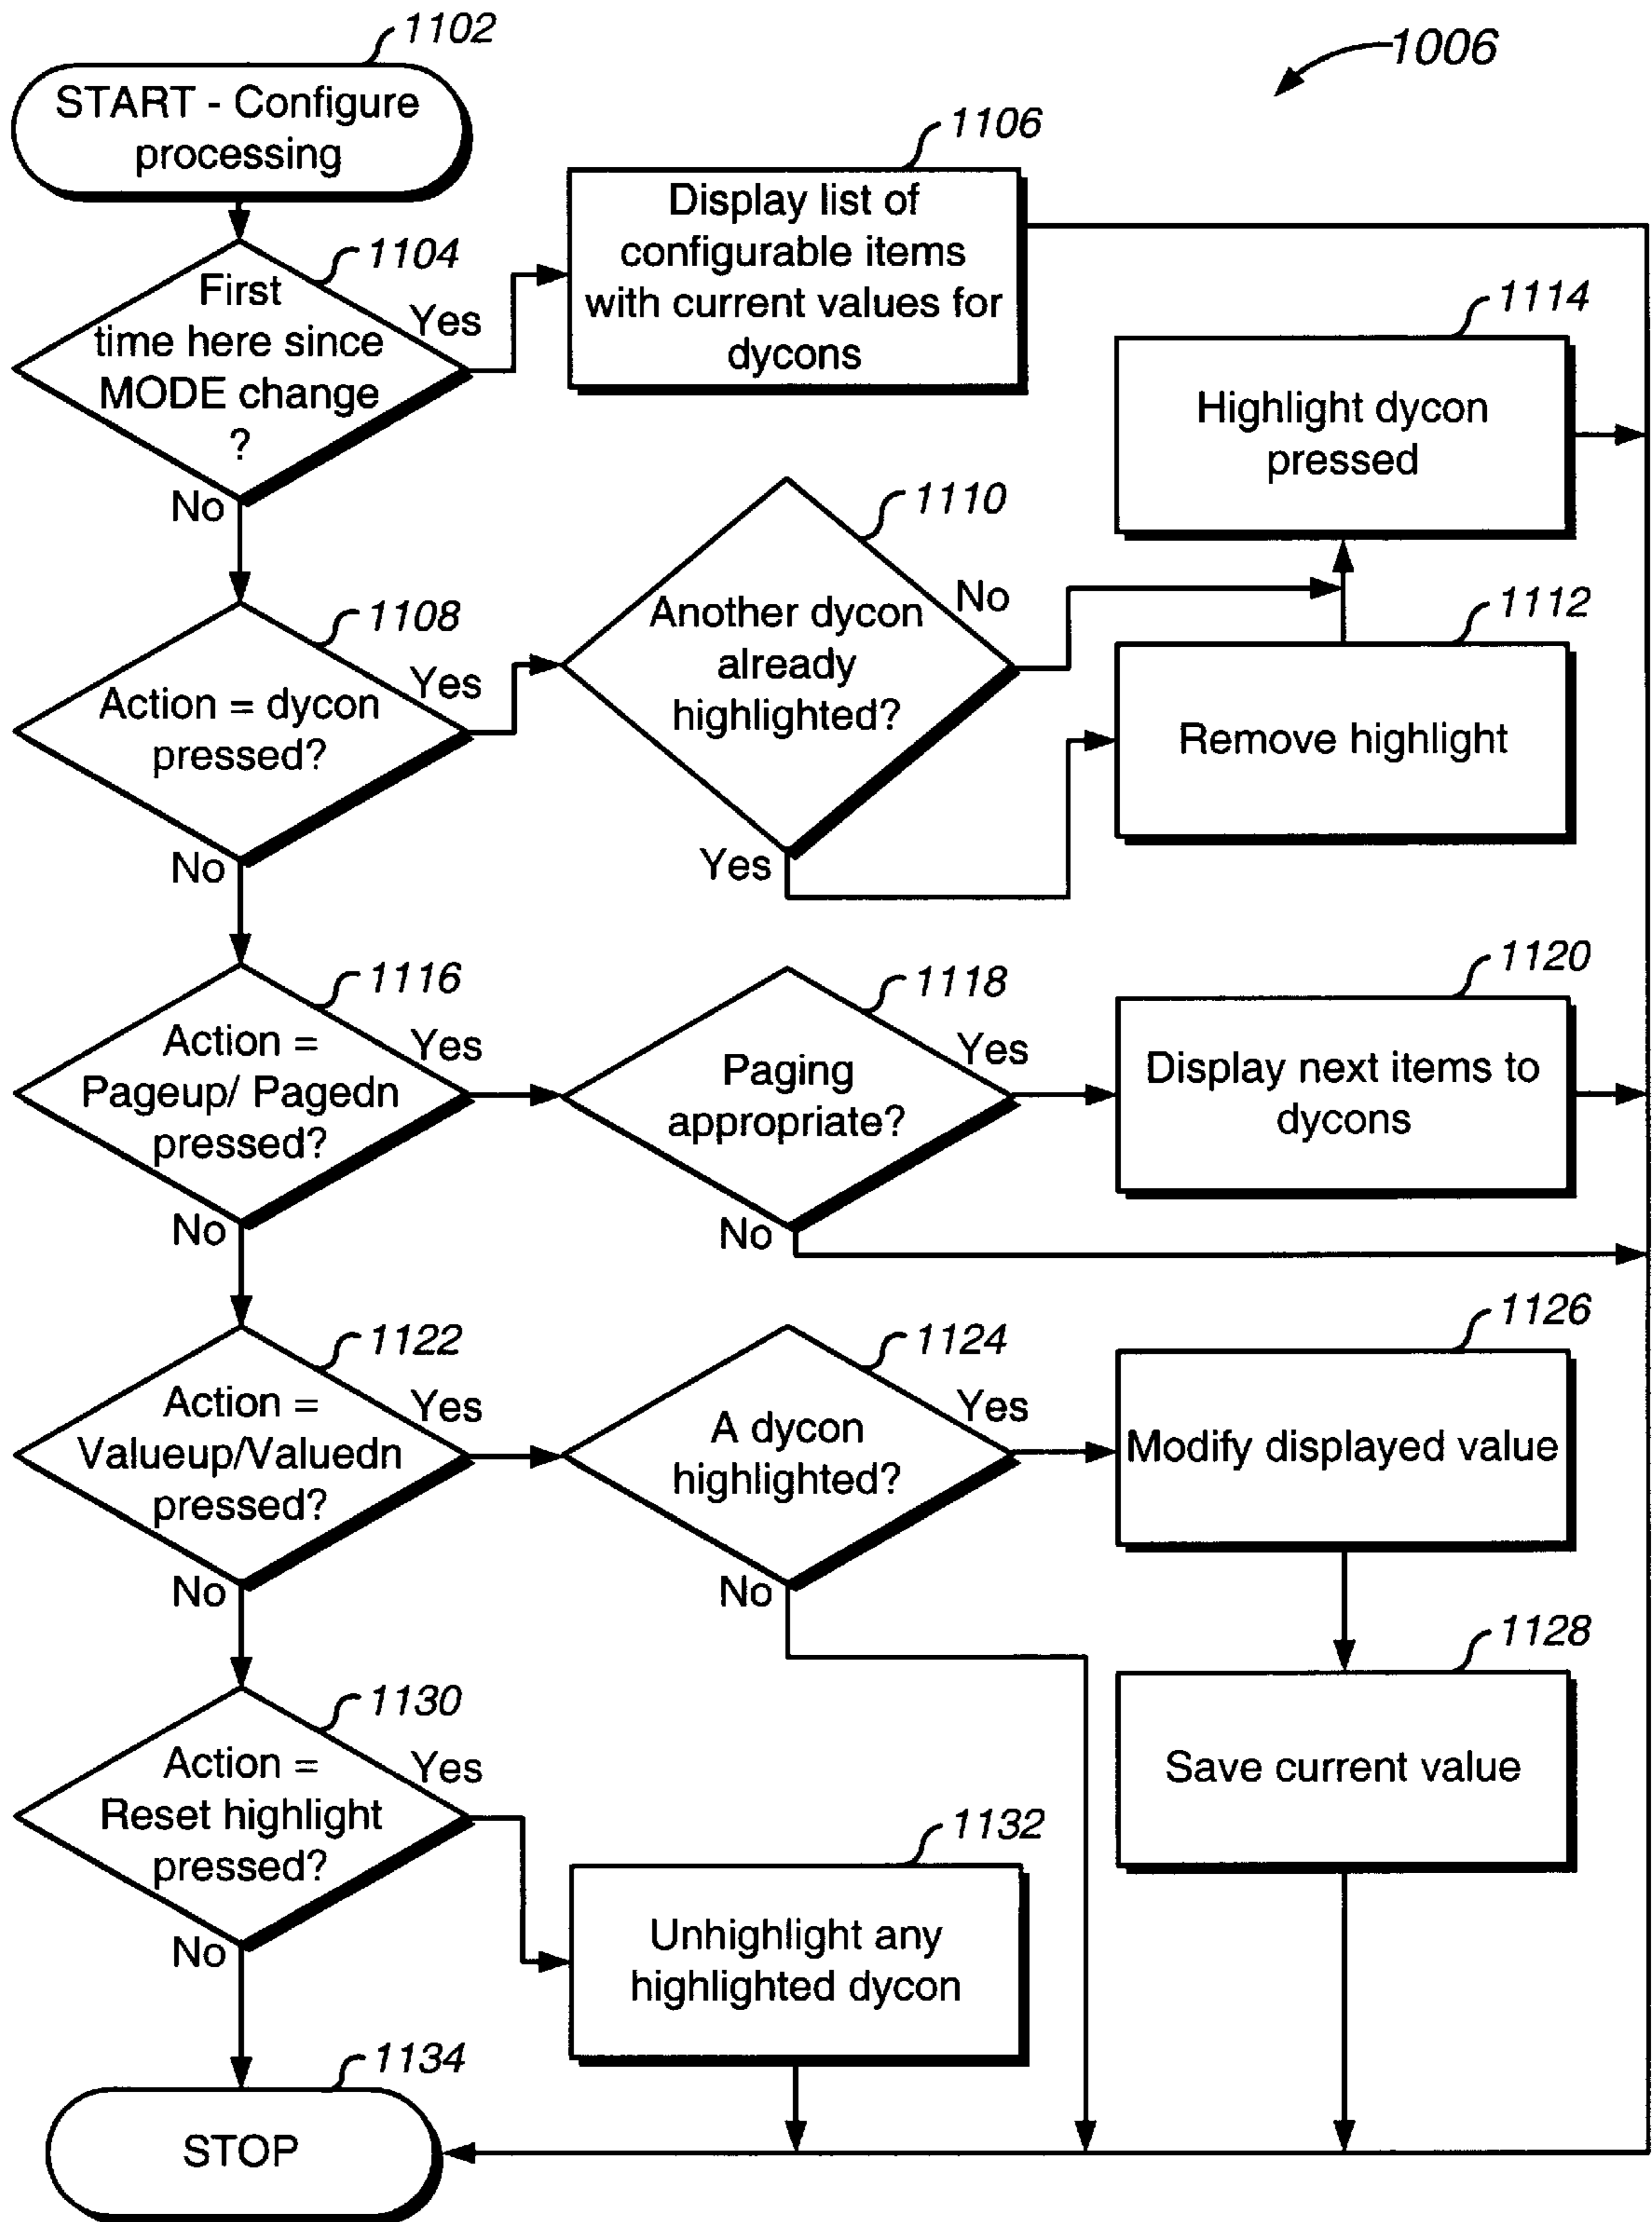 1102
1006
START - Configure
processing
1106
Display list of
configurable items
with current values for
dycons
1104
First
time here since
MODE change
?
Yes
No
1114
Highlight dycon
pressed
1110
Another dycon
already
highlighted?
No
Yes
1112
Remove highlight
1108
Action = dycon
pressed?
Yes
No
1116
Action =
Pageup/ Pagedn
pressed?
Yes
No
1118
Paging
appropriate?
Yes
No
1120
Display next items to
dycons
1122
Action =
Valueup/Valuedn
pressed?
Yes
No
1124
A dycon
highlighted?
Yes
No
1126
Modify displayed value
1128
Save current value
1130
Action =
Reset highlight
pressed?
Yes
No
1132
Unhighlight any
highlighted dycon
1134
STOP